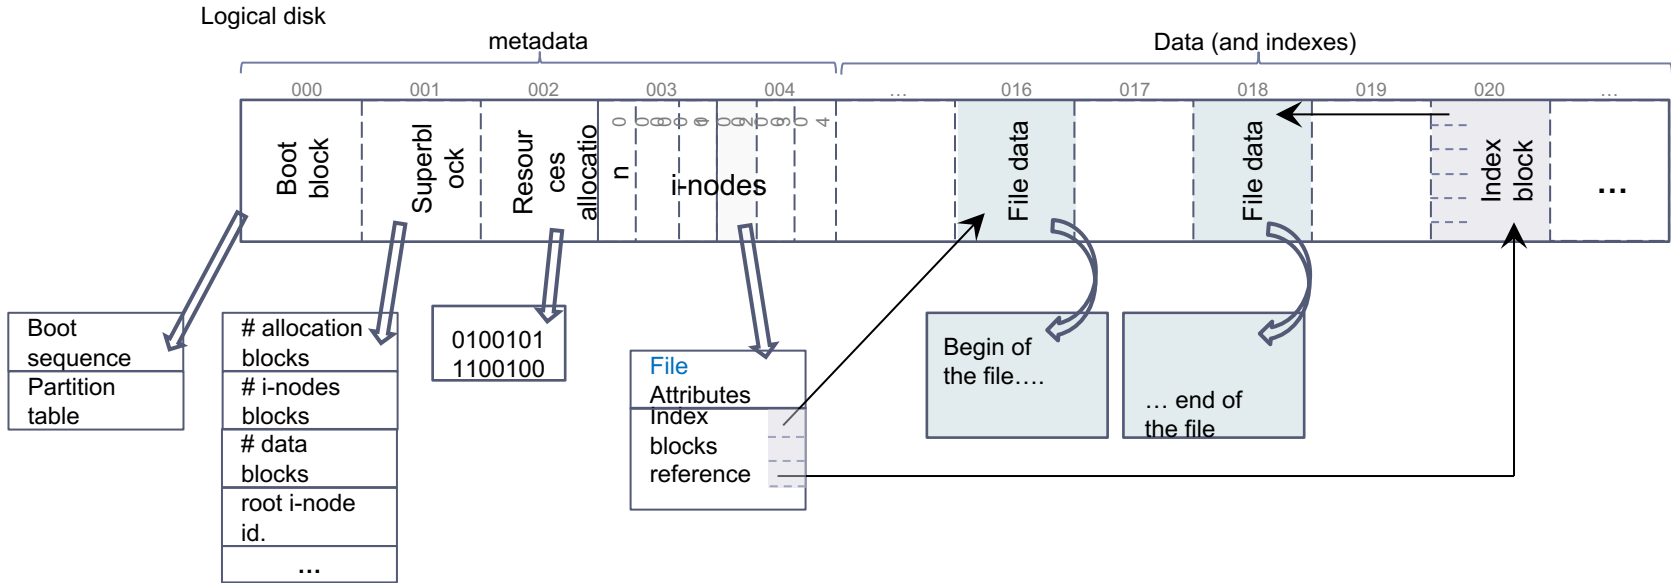 Logical disk
metadata
Data (and indexes)
000 001 002 003 004 … 016 017 018 019 020 …
Boot
block
Superbl
ock
Resour
ces
allocatio
n
i-nodes
File data
File data
Index
block
…
Boot
sequence
Partition
table
# allocation
blocks
# i-nodes
blocks
# data
blocks
root i-node
id.
…
0100101
1100100
File
Attributes
Index
blocks
reference
Begin of
the file….
… end of
the file